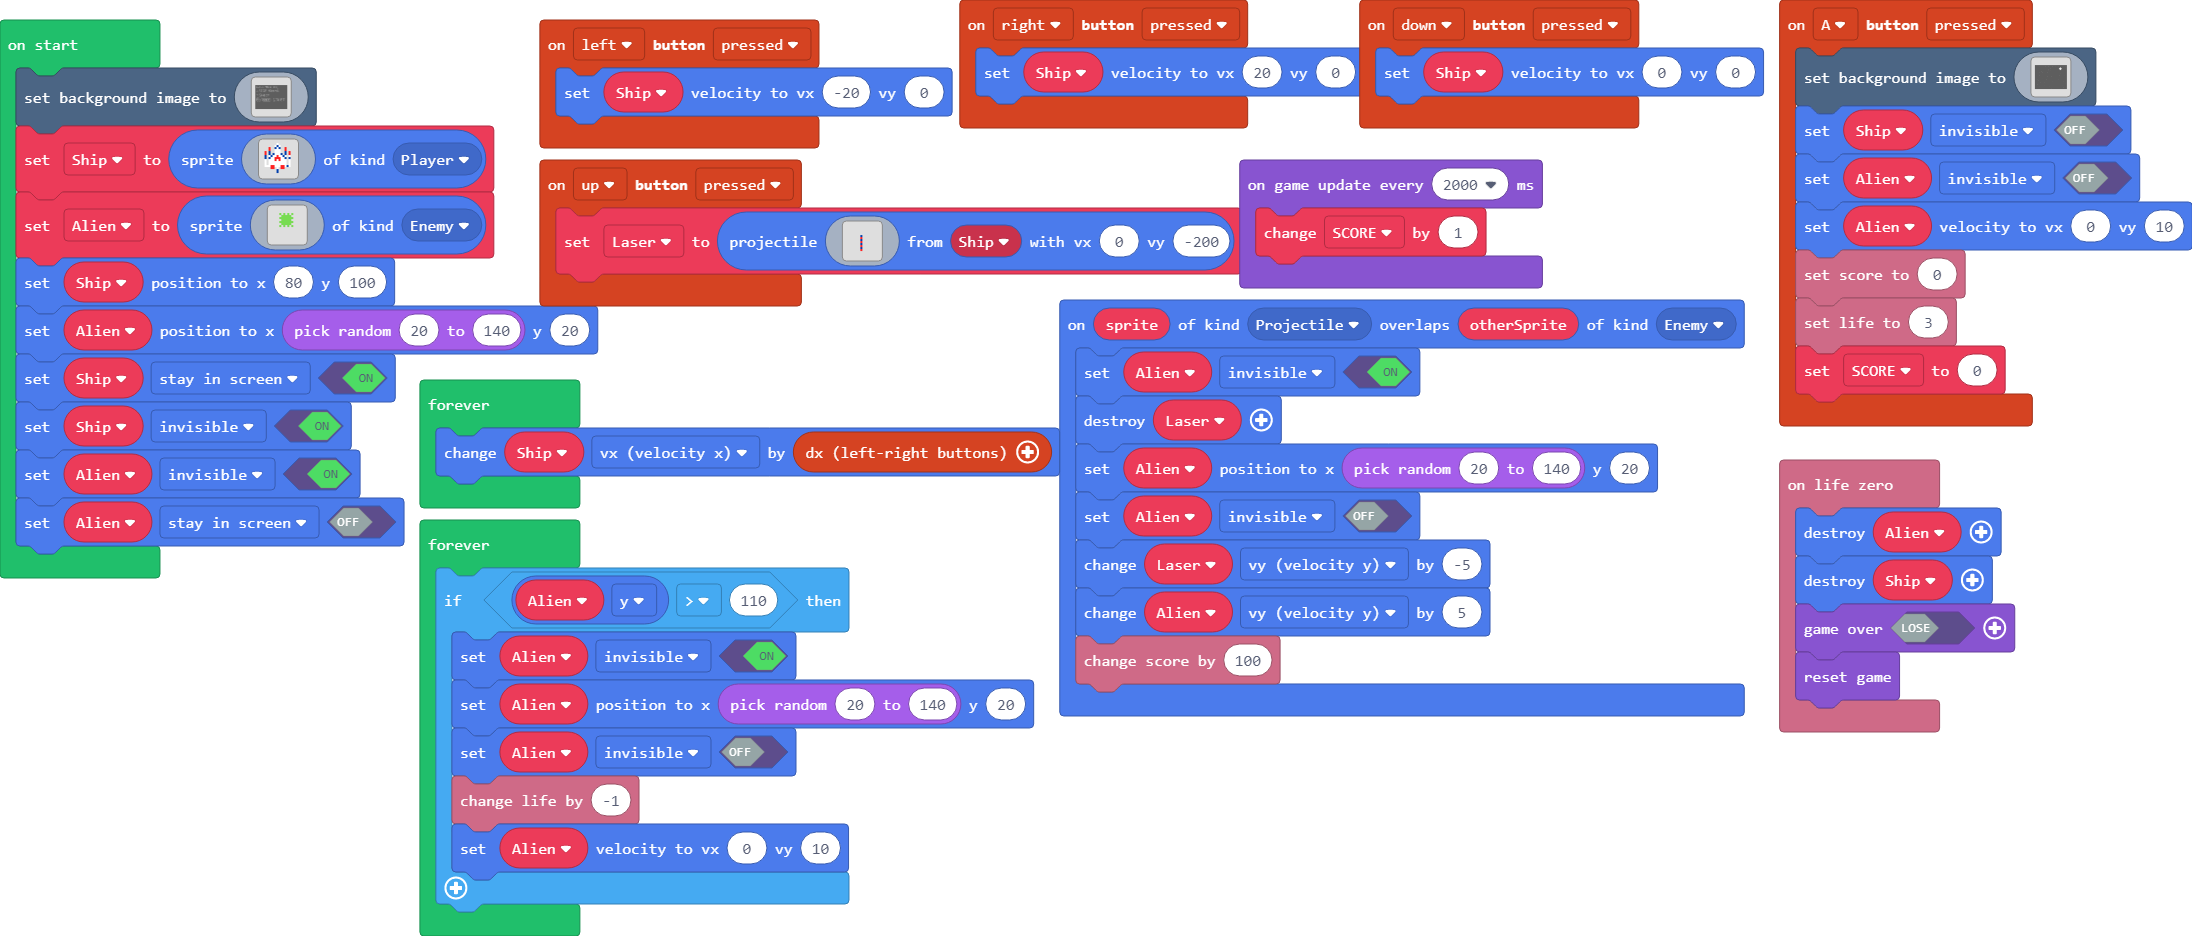 on start
set background image to
set Ship to sprite of kind Player
set Alien to sprite of kind Enemy
set Ship position to x 80 y 100
set Alien position to x pick random 20 to 140 y 20
set Ship stay in screen ON
set Ship invisible ON
set Alien invisible ON
set Alien stay in screen OFF
on left button pressed
set Ship velocity to vx -20 vy 0
on right button pressed
set Ship velocity to vx 20 vy 0
on down button pressed
set Ship velocity to vx 0 vy 0
on up button pressed
set Laser to projectile from Ship with vx 0 vy -200
on game update every 2000 ms
change SCORE by 1
forever
change Ship vx (velocity x) by dx (left-right buttons)
forever
if Alien y > 110 then
set Alien invisible ON
set Alien position to x pick random 20 to 140 y 20
set Alien invisible OFF
change life by -1
set Alien velocity to vx 0 vy 10
on sprite of kind Projectile overlaps otherSprite of kind Enemy
set Alien invisible ON
destroy Laser
set Alien position to x pick random 20 to 140 y 20
set Alien invisible OFF
change Laser vy (velocity y) by -5
change Alien vy (velocity y) by 5
change score by 100
on A button pressed
set background image to
set Ship invisible OFF
set Alien invisible OFF
set Alien velocity to vx 0 vy 10
set score to 0
set life to 3
set SCORE to 0
on life zero
destroy Alien
destroy Ship
game over LOSE
reset game